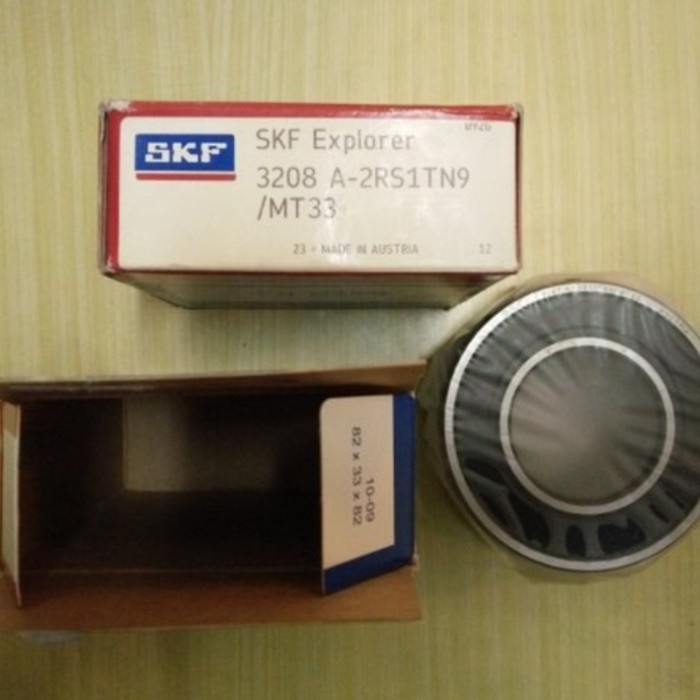 SKF
SKF Explorer
3208 A-2RS1TN9
/MT33
23 - MADE IN AUSTRIA
12
10-09
82 x 33 x 82